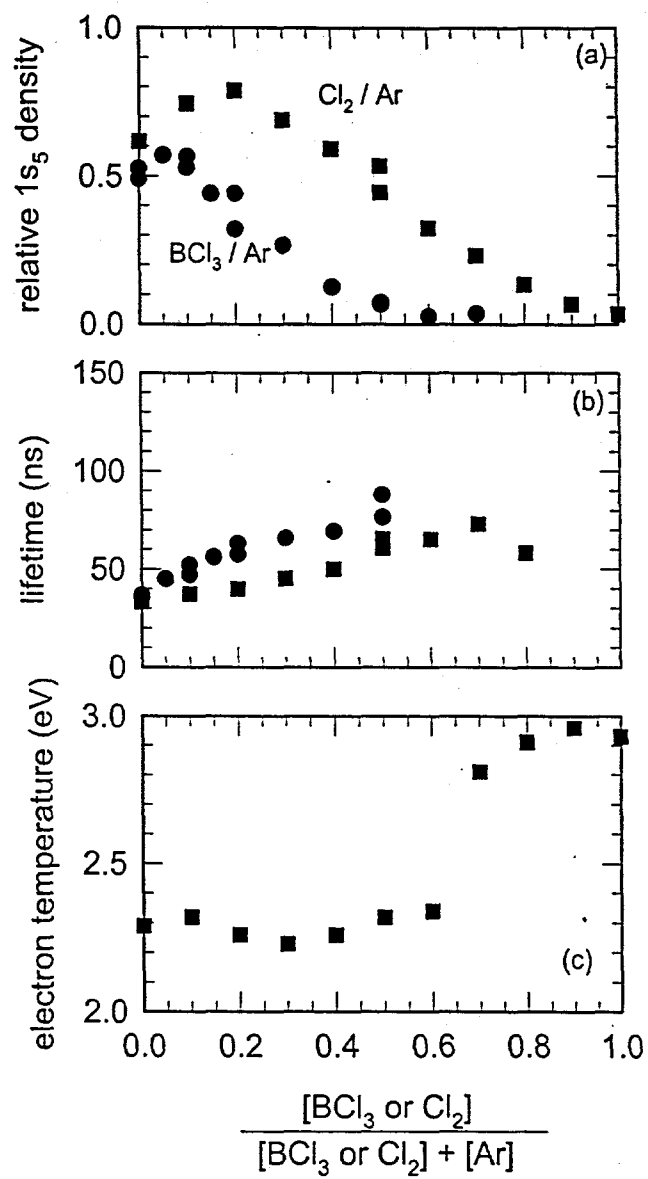 1.0
(a)
Cl₂ / Ar
0.5
BCl₃ / Ar
0.0
relative 1s₅ density
150
(b)
100
50
0
lifetime (ns)
3.0
2.5
(c)
2.0
electron temperature (eV)
0.0 0.2 0.4 0.6 0.8 1.0
[BCl₃ or Cl₂]
[BCl₃ or Cl₂] + [Ar]